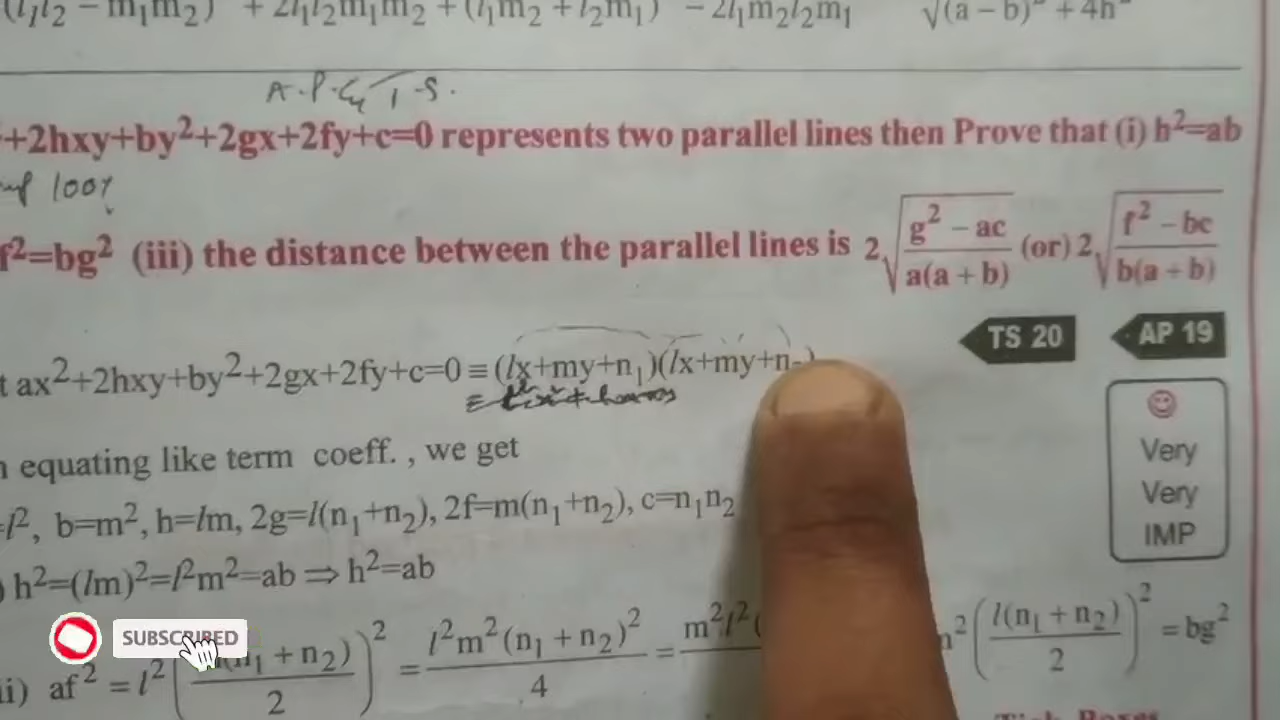 (l₁l₂ − m₁m₂)² + 2l₁l₂m₁m₂ + (l₁m₂ + l₂m₁)² − 2l₁m₂l₂m₁ √(a − b)² + 4h²
A.P & T.S.
+2hxy+by²+2gx+2fy+c=0 represents two parallel lines then Prove that (i) h²=ab
imp 100%
f²=bg² (iii) the distance between the parallel lines is 2√(g² − ac)/(a(a + b)) (or) 2√(f² − bc)/(b(a + b))
TS 20 AP 19
ax²+2hxy+by²+2gx+2fy+c=0 ≡ (lx+my+n₁)(lx+my+n
equating like term coeff. , we get
=l², b=m², h=lm, 2g=l(n₁+n₂), 2f=m(n₁+n₂), c=n₁n₂
Very
Very
IMP
) h²=(lm)²=l²m²=ab ⇒ h²=ab
SUBSCRIBED
ii) af² = l²(m(n₁ + n₂)/2)² = l²m²(n₁ + n₂)²/4 = m²l²( (l(n₁ + n₂)/2)² = bg²